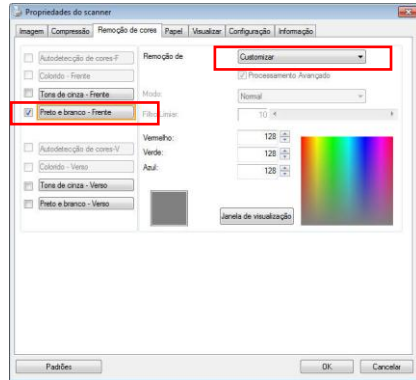 Propriedades do scanner
Imagem Compressão Remoção de cores Papel Visualizar Configuração Informação
Autodetecção de cores-F
Remoção de
Customizar
Colorido - Frente
Processamento Avançado
Tons de cinza - Frente
Modo:
Normal
Preto e branco - Frente
Filtro Limiar:
10
Vermelho:
128
Autodetecção de cores-V
Verde:
128
Colorido - Verso
Azul:
128
Tons de cinza - Verso
Preto e branco - Verso
Janela de visualização
Padrões
OK
Cancelar